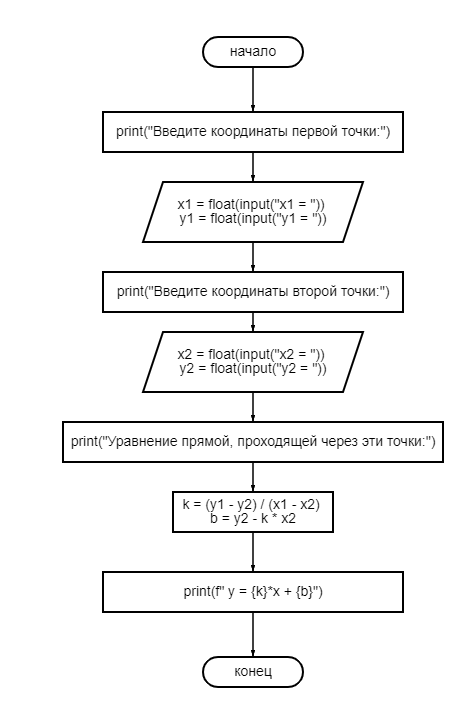 начало
print("Введите координаты первой точки:")
x1 = float(input("x1 = "))
y1 = float(input("y1 = "))
print("Введите координаты второй точки:")
x2 = float(input("x2 = "))
y2 = float(input("y2 = "))
print("Уравнение прямой, проходящей через эти точки:")
k = (y1 - y2) / (x1 - x2)
b = y2 - k * x2
print(f" y = {k}*x + {b}")
конец